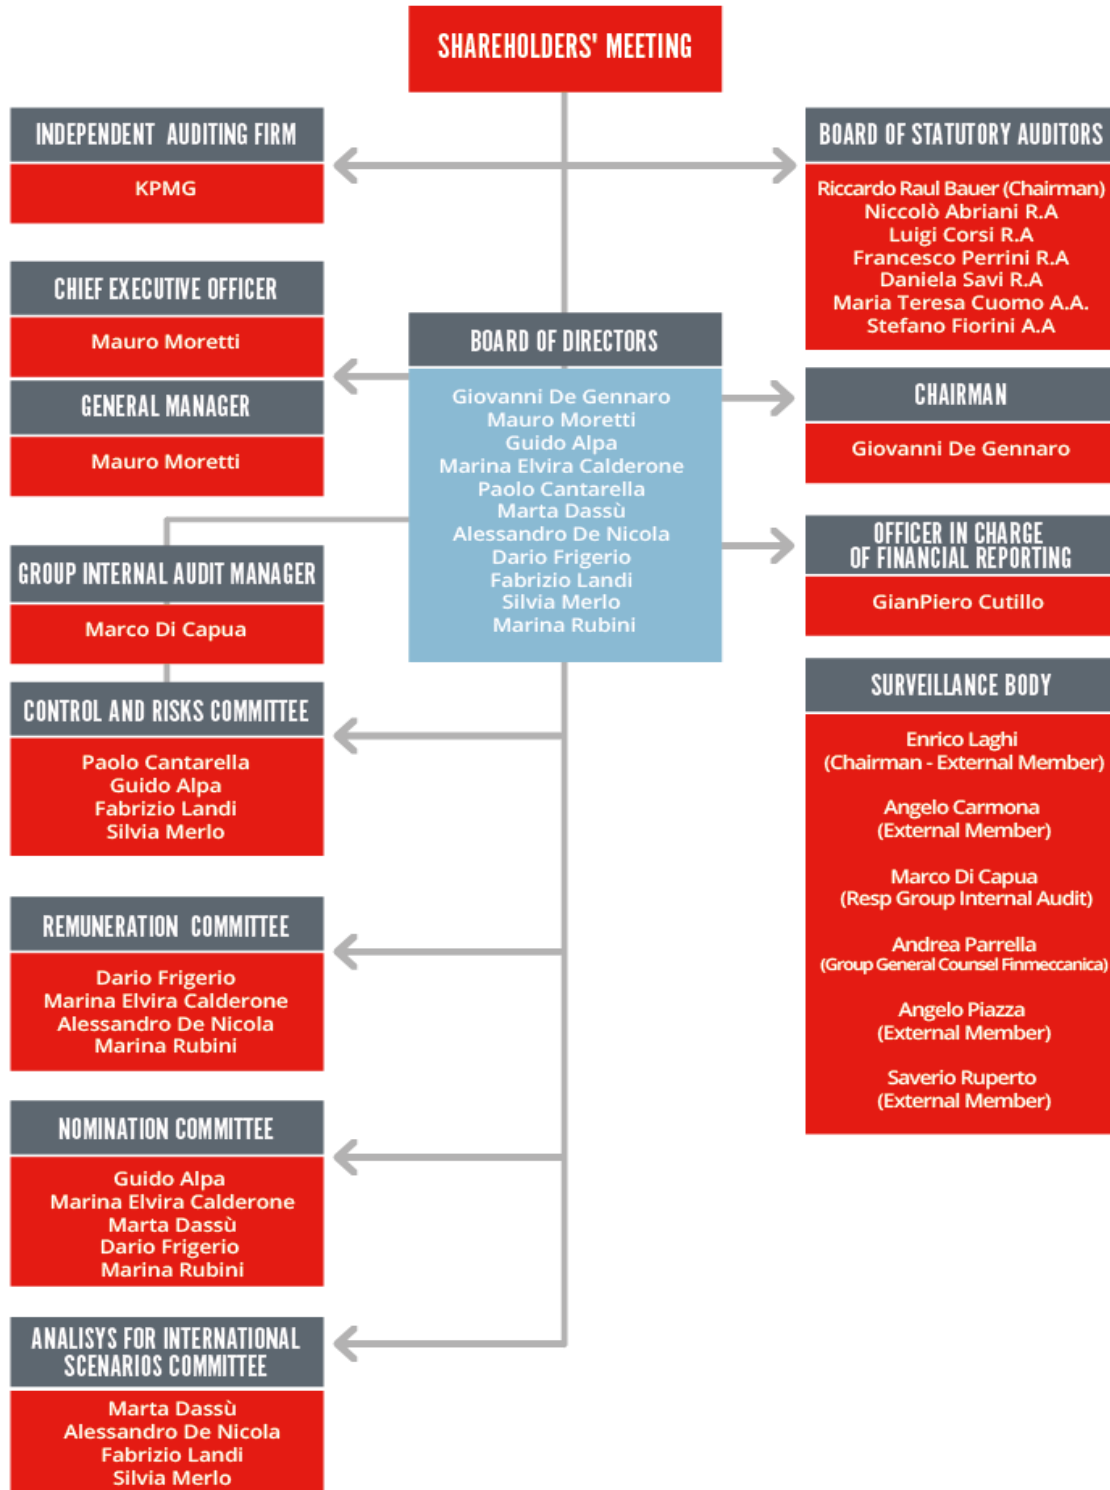 SHAREHOLDERS' MEETING
INDEPENDENT AUDITING FIRM
KPMG
BOARD OF STATUTORY AUDITORS
Riccardo Raul Bauer (Chairman)
Niccolò Abriani R.A
Luigi Corsi R.A
Francesco Perrini R.A
Daniela Savi R.A
Maria Teresa Cuomo A.A.
Stefano Fiorini A.A
CHIEF EXECUTIVE OFFICER
Mauro Moretti
GENERAL MANAGER
Mauro Moretti
BOARD OF DIRECTORS
Giovanni De Gennaro
Mauro Moretti
Guido Alpa
Marina Elvira Calderone
Paolo Cantarella
Marta Dassù
Alessandro De Nicola
Dario Frigerio
Fabrizio Landi
Silvia Merlo
Marina Rubini
CHAIRMAN
Giovanni De Gennaro
OFFICER IN CHARGE
OF FINANCIAL REPORTING
GianPiero Cutillo
GROUP INTERNAL AUDIT MANAGER
Marco Di Capua
CONTROL AND RISKS COMMITTEE
Paolo Cantarella
Guido Alpa
Fabrizio Landi
Silvia Merlo
SURVEILLANCE BODY
Enrico Laghi
(Chairman - External Member)
Angelo Carmona
(External Member)
Marco Di Capua
(Resp Group Internal Audit)
Andrea Parrella
(Group General Counsel Finmeccanica)
Angelo Piazza
(External Member)
Saverio Ruperto
(External Member)
REMUNERATION COMMITTEE
Dario Frigerio
Marina Elvira Calderone
Alessandro De Nicola
Marina Rubini
NOMINATION COMMITTEE
Guido Alpa
Marina Elvira Calderone
Marta Dassù
Dario Frigerio
Marina Rubini
ANALISYS FOR INTERNATIONAL
SCENARIOS COMMITTEE
Marta Dassù
Alessandro De Nicola
Fabrizio Landi
Silvia Merlo